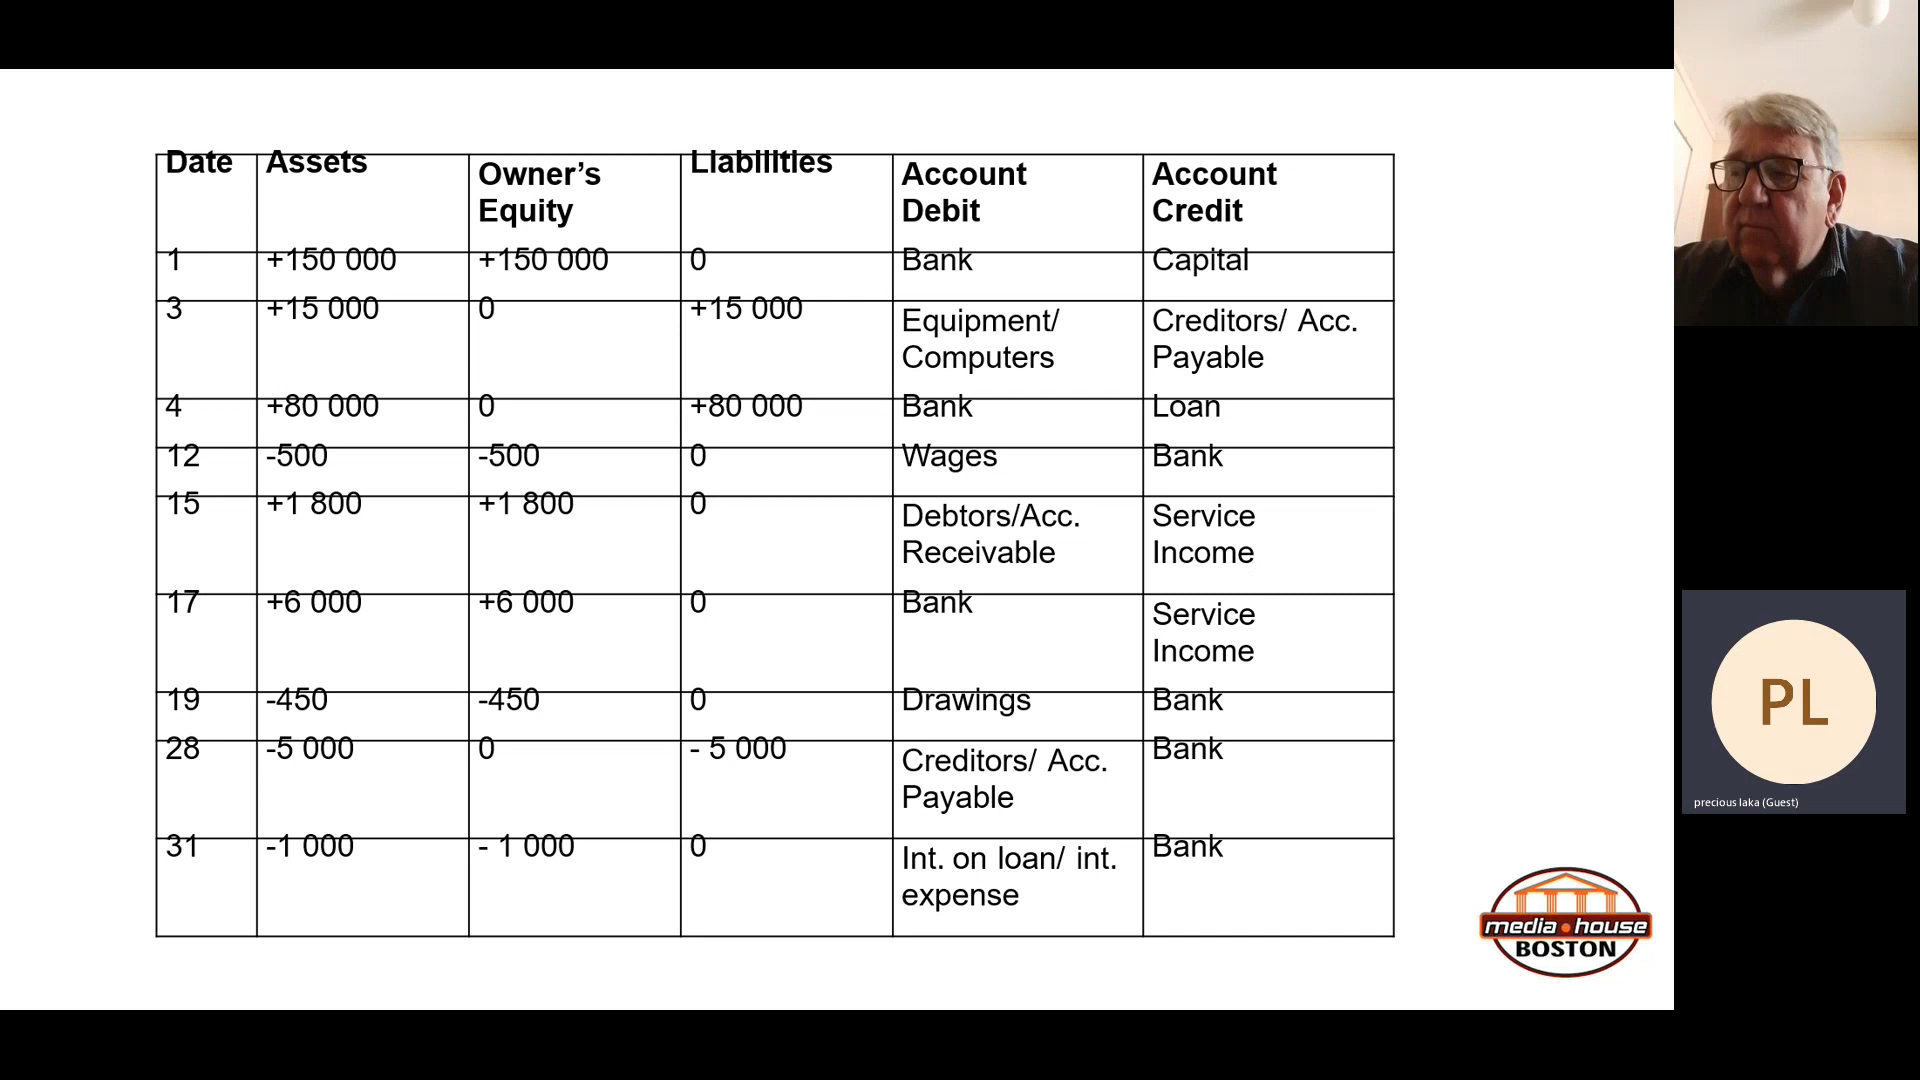 Date Assets Owner’s Equity Liabilities Account Debit Account Credit
1 +150 000 +150 000 0 Bank Capital
3 +15 000 0 +15 000 Equipment/ Computers Creditors/ Acc. Payable
4 +80 000 0 +80 000 Bank Loan
12 -500 -500 0 Wages Bank
15 +1 800 +1 800 0 Debtors/Acc. Receivable Service Income
17 +6 000 +6 000 0 Bank Service Income
19 -450 -450 0 Drawings Bank
28 -5 000 0 - 5 000 Creditors/ Acc. Payable Bank
31 -1 000 - 1 000 0 Int. on loan/ int. expense Bank
media house
BOSTON
PL
precious laka (Guest)